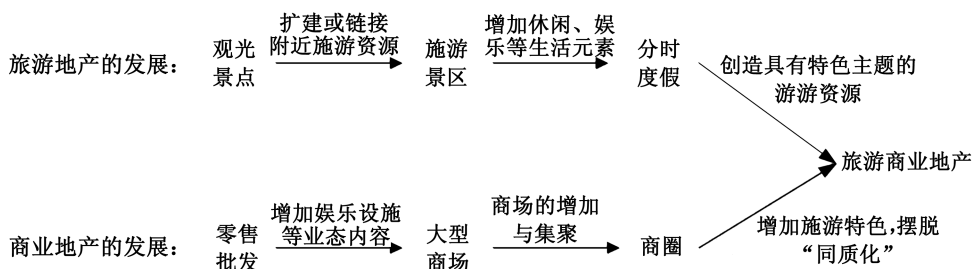 扩建或链接
附近施游资源
增加休闲、娱
乐等生活元素
旅游地产的发展：
观光
景点
施游
景区
分时
度假
创造具有特色主题的
游游资源
旅游商业地产
增加娱乐设施
等业态内容
商场的增加
与集聚
商业地产的发展：
零售
批发
大型
商场
商圈
增加施游特色，摆脱
“同质化”